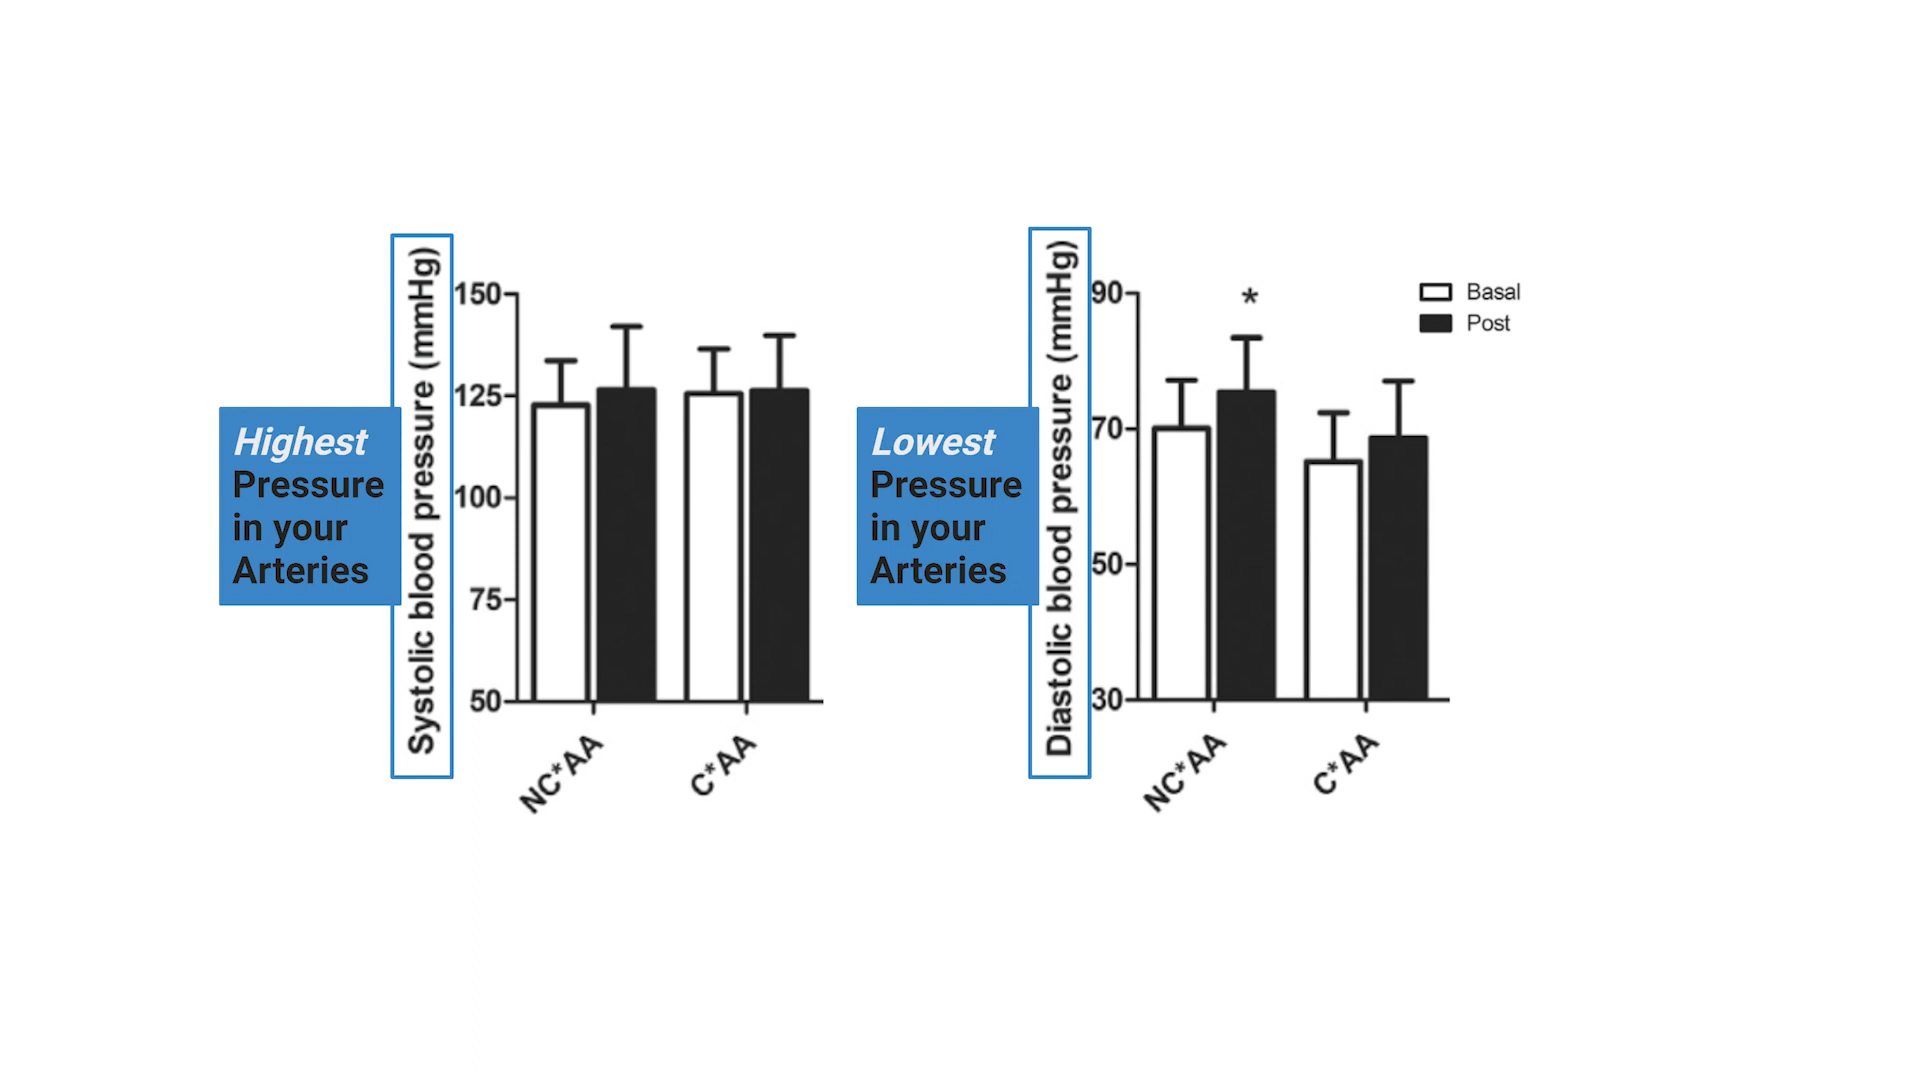 Highest
Pressure
in your
Arteries
Systolic blood pressure (mmHg)
150
125
100
75
50
NC*AA
C*AA
Lowest
Pressure
in your
Arteries
Diastolic blood pressure (mmHg)
90
70
50
30
*
NC*AA
C*AA
Basal
Post